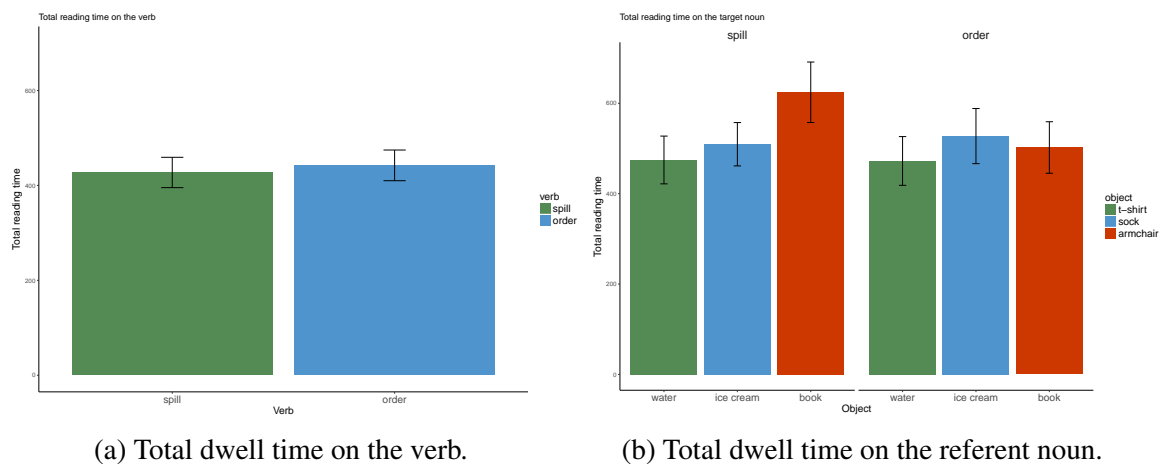 Total reading time on the verb
600
400
200
0
Total reading time
spill
order
Verb
verb
spill
order
(a) Total dwell time on the verb.
Total reading time on the target noun
spill
order
600
400
200
0
Total reading time
water
ice cream
book
water
ice cream
book
Object
object
t−shirt
sock
armchair
(b) Total dwell time on the referent noun.